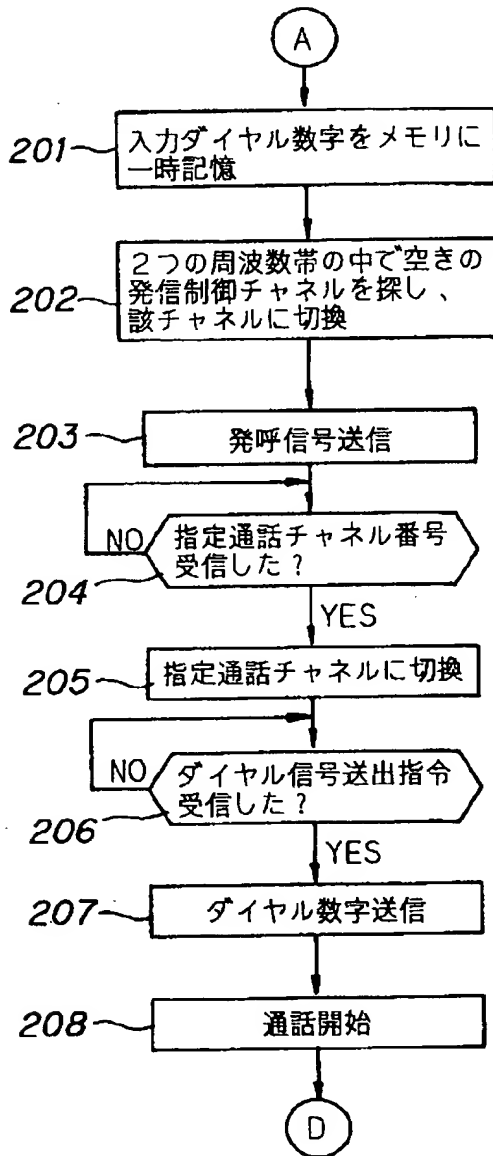 A
201
入力ダイヤル数字をメモリに
一時記憶
202
2つの周波数帯の中で空きの
発信制御チャネルを探し、
該チャネルに切換
203
発呼信号送信
NO
指定通話チャネル番号
受信した?
204
YES
205
指定通話チャネルに切換
NO
ダイヤル信号送出指令
受信した?
206
YES
207
ダイヤル数字送信
208
通話開始
D